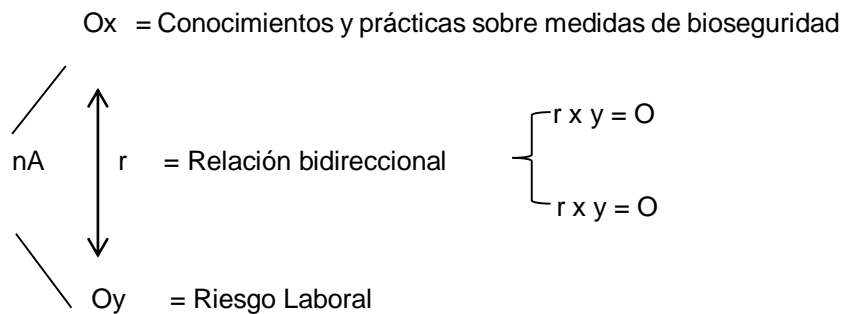 Ox = Conocimientos y prácticas sobre medidas de bioseguridad
r x y = O
nA r = Relación bidireccional
r x y = O
Oy = Riesgo Laboral